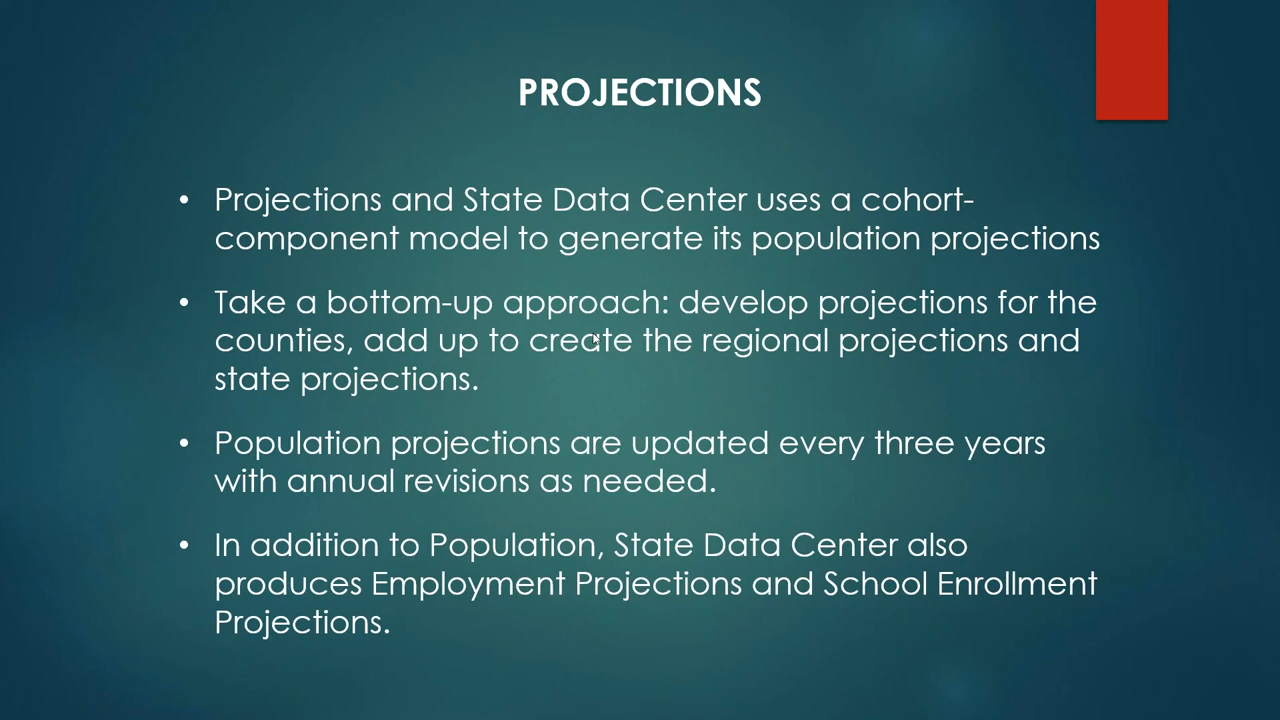 PROJECTIONS
• Projections and State Data Center uses a cohort-
component model to generate its population projections
• Take a bottom-up approach: develop projections for the
counties, add up to create the regional projections and
state projections.
• Population projections are updated every three years
with annual revisions as needed.
• In addition to Population, State Data Center also
produces Employment Projections and School Enrollment
Projections.